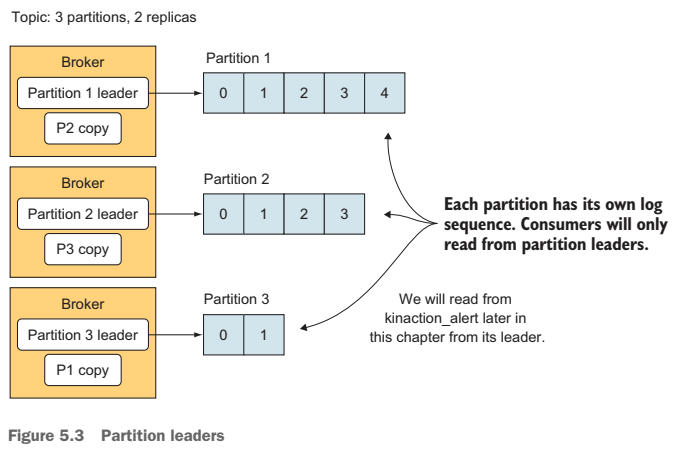 Topic: 3 partitions, 2 replicas
Broker
Partition 1 leader
P2 copy
Partition 1
0 1 2 3 4
Broker
Partition 2 leader
P3 copy
Partition 2
0 1 2 3
Each partition has its own log
sequence. Consumers will only
read from partition leaders.
Broker
Partition 3 leader
P1 copy
Partition 3
0 1
We will read from
kinaction_alert later in
this chapter from its leader.
Figure 5.3 Partition leaders